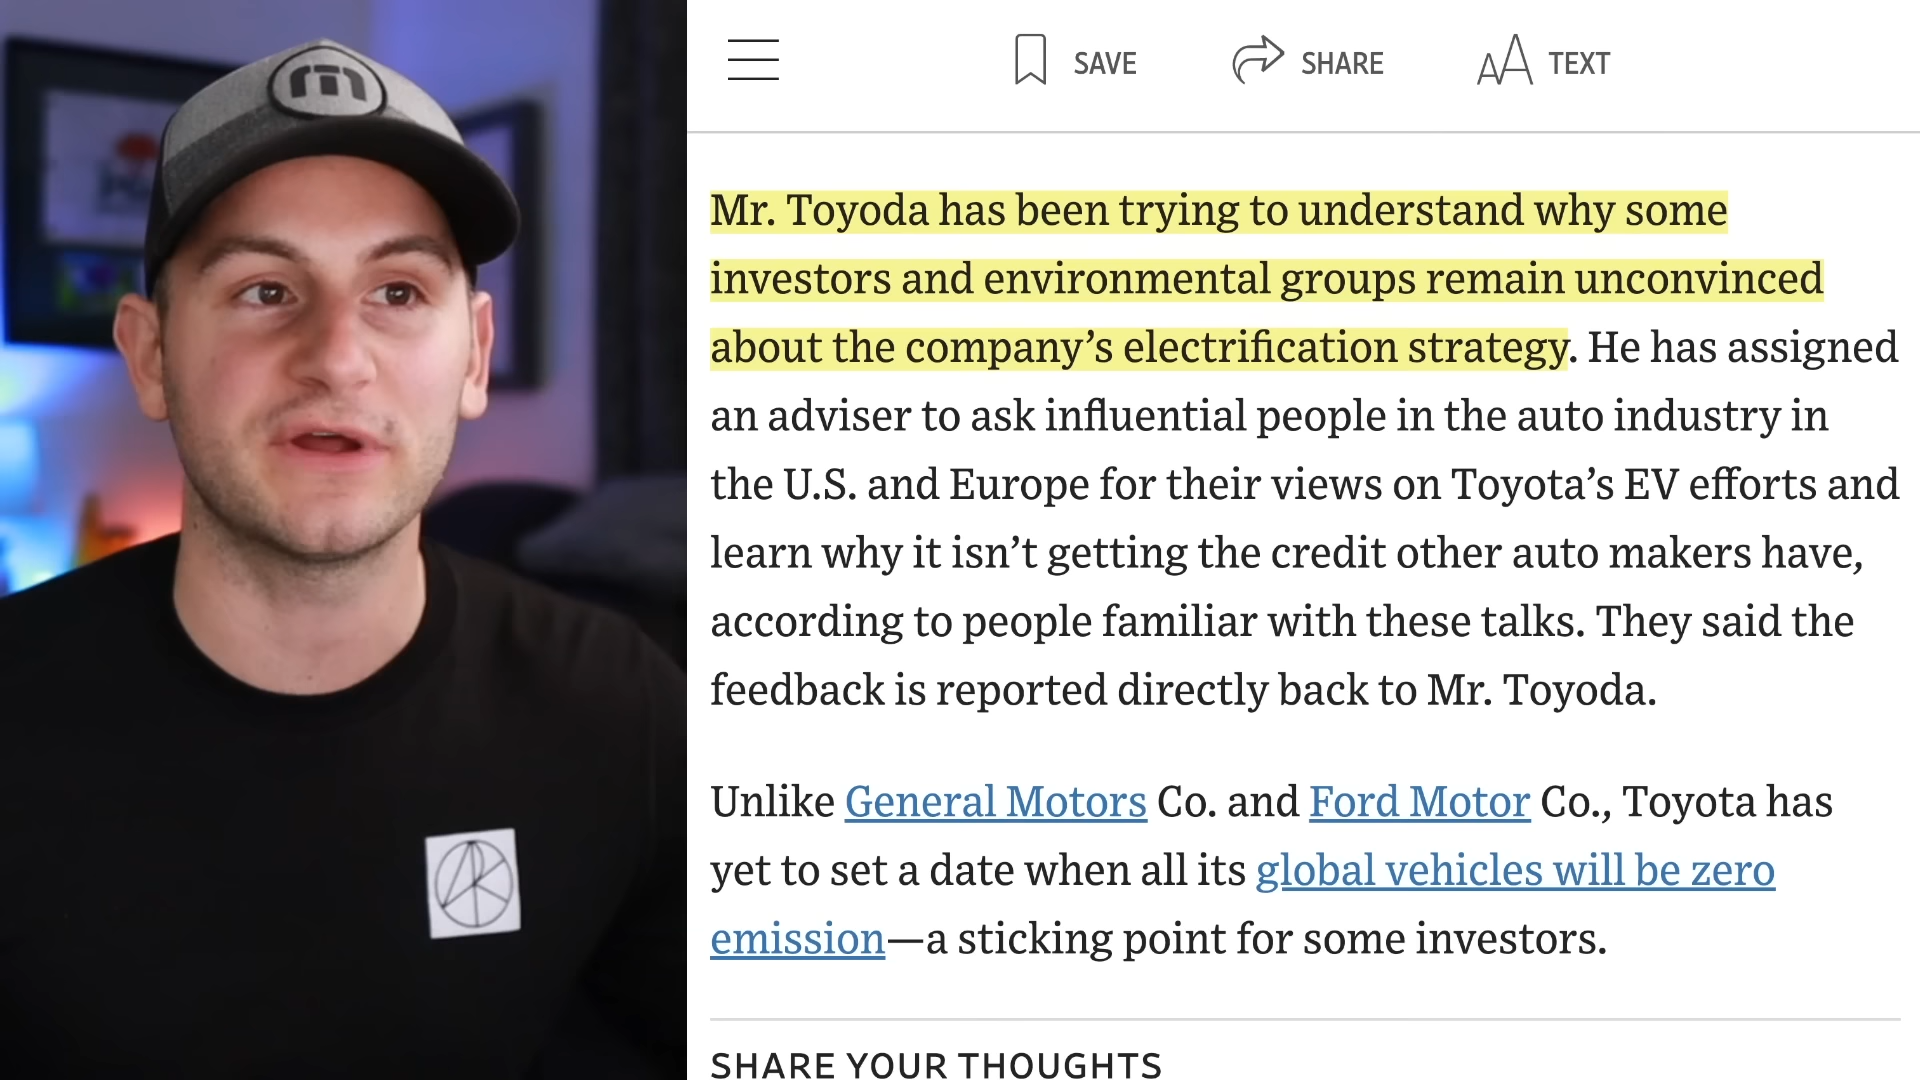 SAVE SHARE TEXT
Mr. Toyoda has been trying to understand why some
investors and environmental groups remain unconvinced
about the company’s electrification strategy. He has assigned
an adviser to ask influential people in the auto industry in
the U.S. and Europe for their views on Toyota’s EV efforts and
learn why it isn’t getting the credit other auto makers have,
according to people familiar with these talks. They said the
feedback is reported directly back to Mr. Toyoda.
Unlike General Motors Co. and Ford Motor Co., Toyota has
yet to set a date when all its global vehicles will be zero
emission—a sticking point for some investors.
SHARE YOUR THOUGHTS